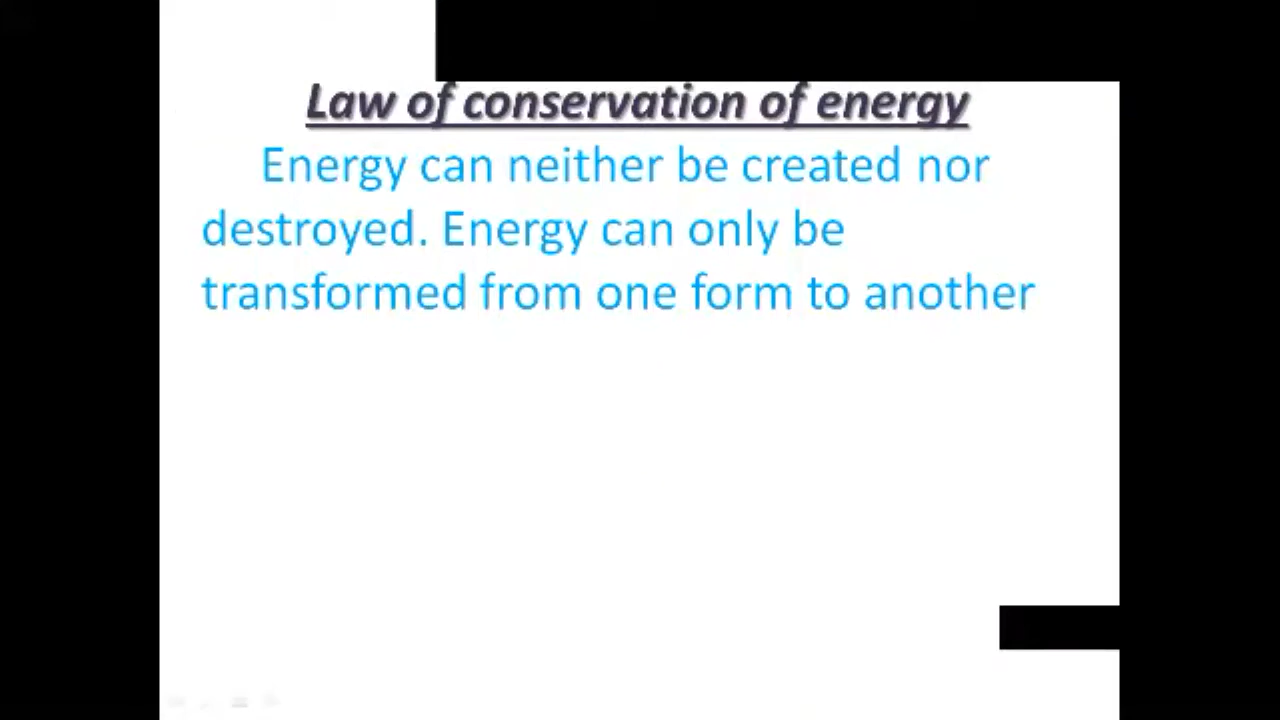 Law of conservation of energy
Energy can neither be created nor
destroyed. Energy can only be
transformed from one form to another